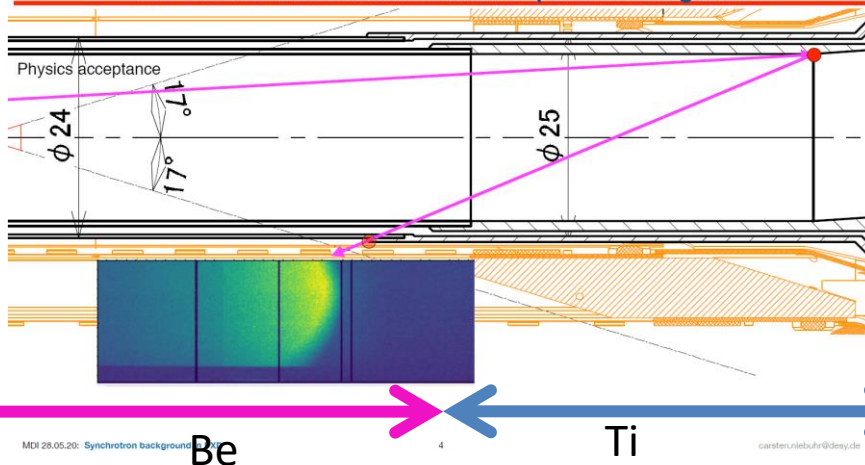 Physics acceptance
17°
17°
ϕ 24
ϕ 25
Be
Ti
MDI 28.05.20: Synchrotron background
4
carsten.niebuhr@desy.de